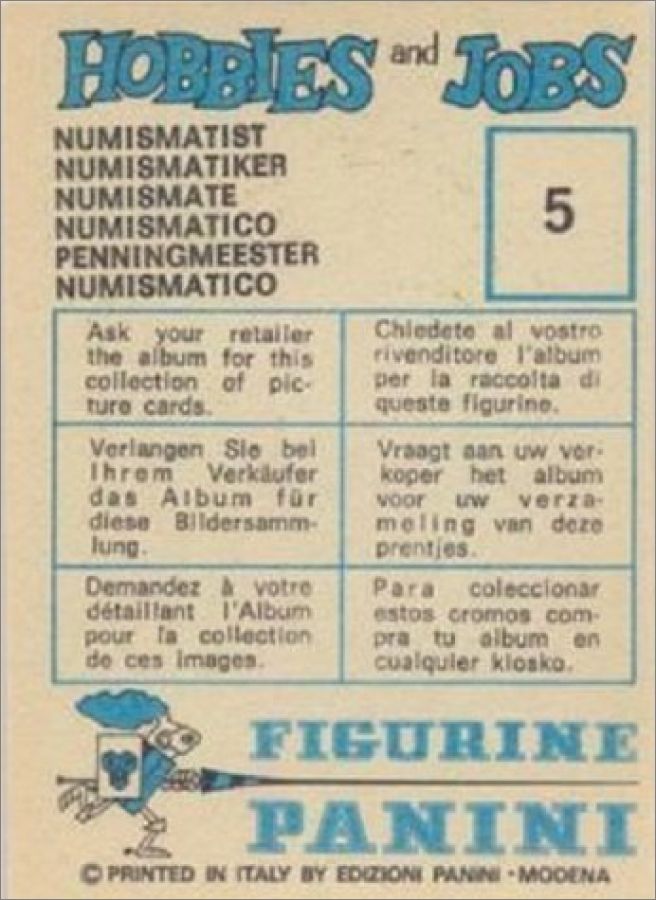 HOBBIES and JOBS
NUMISMATIST
NUMISMATIKER
NUMISMATE
NUMISMATICO
PENNINGMEESTER
NUMISMATICO
5
Ask your retailer
the album for this
collection of pic-
ture cards.
Chiedete al vostro
rivenditore l'album
per la raccolta di
queste figurine.
Verlangen Sie bei
Ihrem Verkäufer
das Album für
diese Bildersamm-
lung.
Vraagt aan uw ver-
koper het album
voor uw verza-
meling van deze
prentjes.
Demandez à votre
détaillant l'Album
pour la collection
de ces images.
Para coleccionar
estos cromos com-
pra tu album en
cualquier kiosko.
FIGURINE
PANINI
© PRINTED IN ITALY BY EDIZIONI PANINI · MODENA